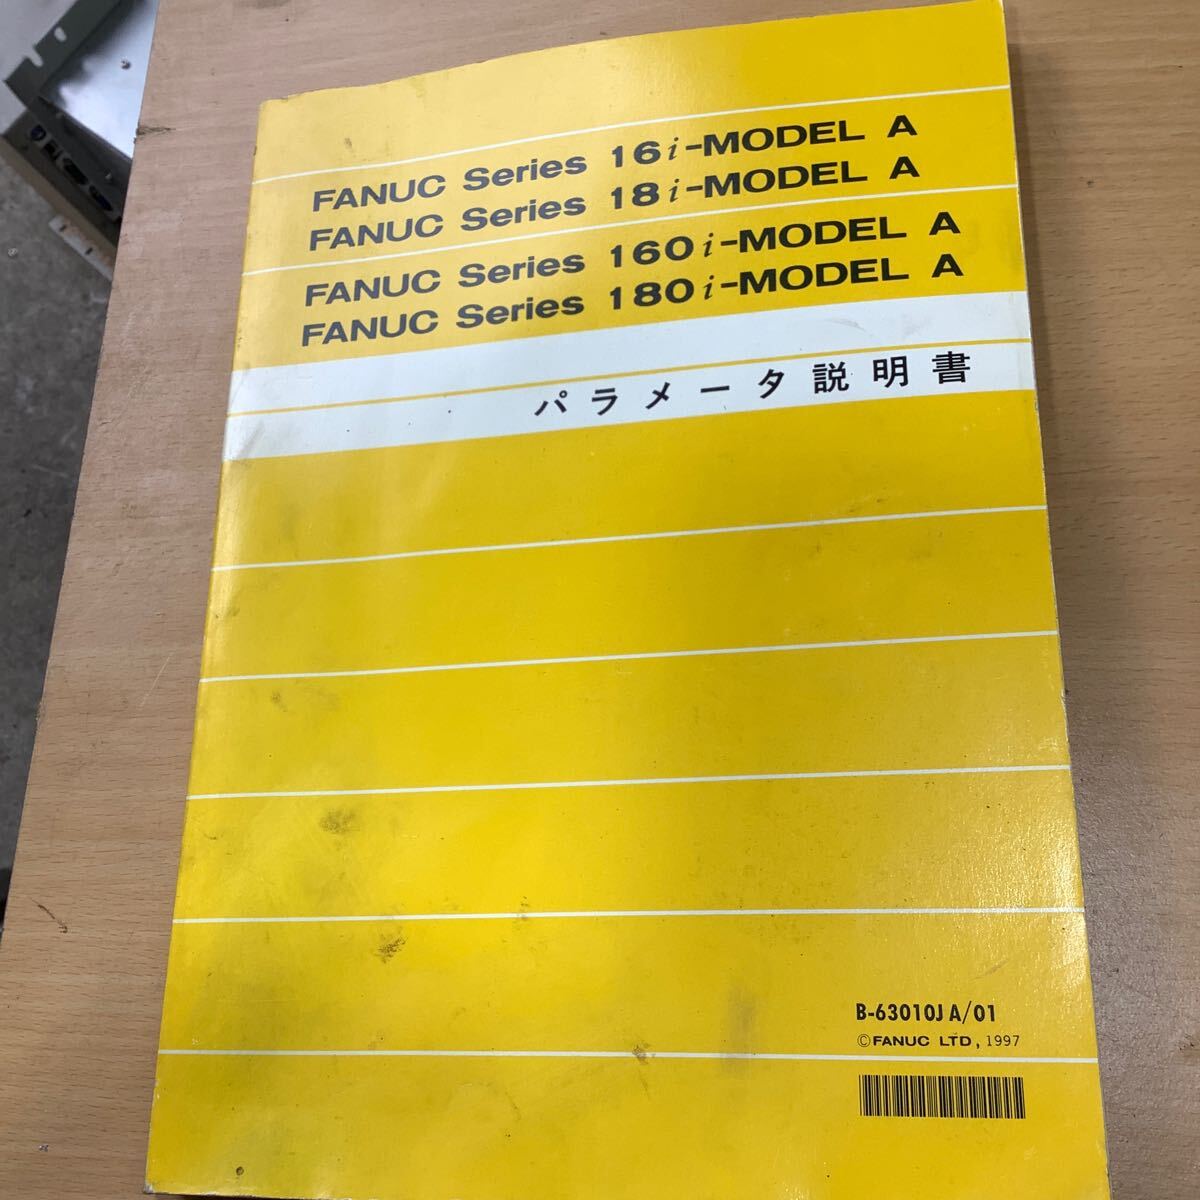 FANUC Series 16i-MODEL A
FANUC Series 18i-MODEL A
FANUC Series 160i-MODEL A
FANUC Series 180i-MODEL A
パラメータ説明書
B-63010JA/01
©FANUC LTD, 1997